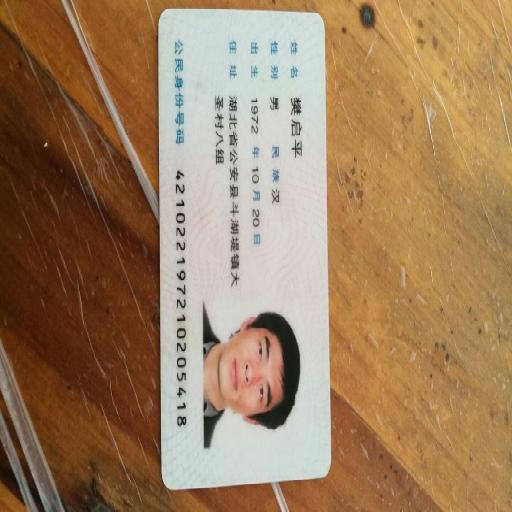 姓名 樊启平
性别 男 民族 汉
出生 1972 年 10 月 20 日
住址 湖北省公安县斗湖堤镇大
圣村八组
公民身份号码 421022197210205418